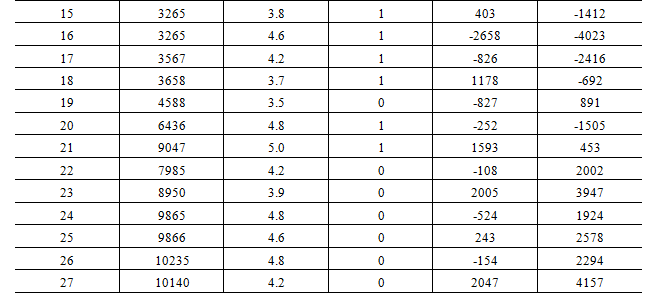 15 3265 3.8 1 403 -1412
16 3265 4.6 1 -2658 -4023
17 3567 4.2 1 -826 -2416
18 3658 3.7 1 1178 -692
19 4588 3.5 0 -827 891
20 6436 4.8 1 -252 -1505
21 9047 5.0 1 1593 453
22 7985 4.2 0 -108 2002
23 8950 3.9 0 2005 3947
24 9865 4.8 0 -524 1924
25 9866 4.6 0 243 2578
26 10235 4.8 0 -154 2294
27 10140 4.2 0 2047 4157